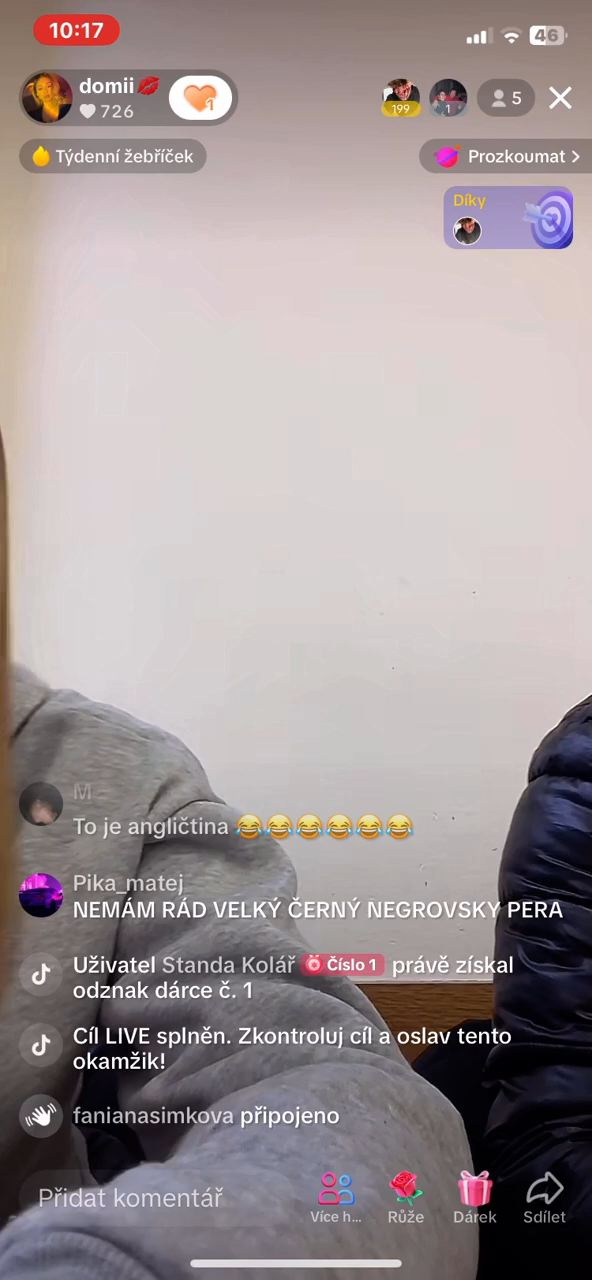 10:17
46
domii💋
726
1
199
1
5
Týdenní žebříček
Prozkoumat >
Díky
M
To je angličtina 😂😂😂😂😂😂
Pika_matej
NEMÁM RÁD VELKÝ ČERNÝ NEGROVSKY PERA
Uživatel Standa Kolář Číslo 1 právě získal
odznak dárce č. 1
Cíl LIVE splněn. Zkontroluj cíl a oslav tento
okamžik!
fanianasimkova připojeno
Přidat komentář
Více h...
Růže
Dárek
Sdílet